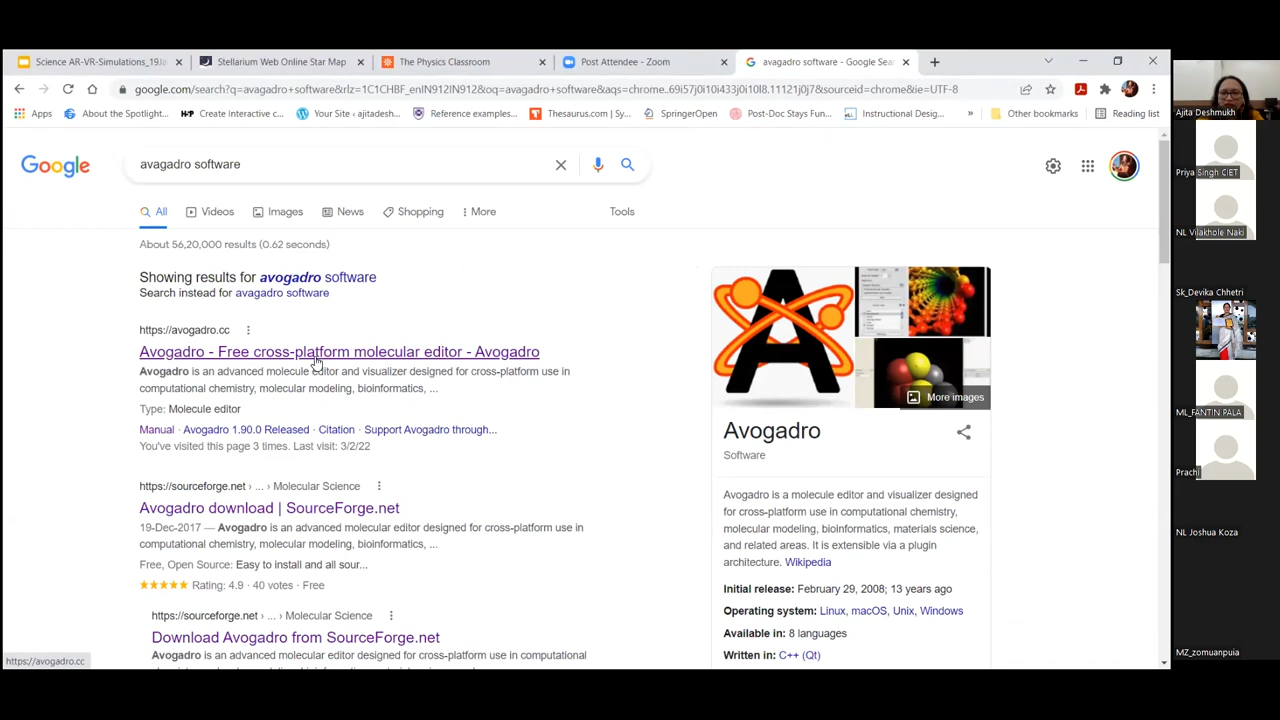 Science AR-VR-Simulations_19Ja
Stellarium Web Online Star Map
The Physics Classroom
Post Attendee - Zoom
avagadro software - Google Sea
google.com/search?q=avagadro+software&rlz=1C1CHBF_enIN912IN912&oq=avagadro+software&aqs=chrome..69i57j0i10i433j0i10l8.11121j0j7&sourceid=chrome&ie=UTF-8
Apps
About the Spotlight...
H5P
Create Interactive c...
Your Site ‹ ajitadesh...
Reference examples...
Thesaurus.com | Sy...
SpringerOpen
Post-Doc Stays Fun...
Instructional Desig...
»
Other bookmarks
Reading list
Google
avagadro software
All
Videos
Images
News
Shopping
More
Tools
About 56,20,000 results (0.62 seconds)
Showing results for avogadro software
Search instead for avagadro software
https://avogadro.cc
Avogadro - Free cross-platform molecular editor - Avogadro
Avogadro is an advanced molecule editor and visualizer designed for cross-platform use in
computational chemistry, molecular modeling, bioinformatics, ...
Type: Molecule editor
Manual · Avogadro 1.90.0 Released · Citation · Support Avogadro through...
You've visited this page 3 times. Last visit: 3/2/22
https://sourceforge.net › ... › Molecular Science
Avogadro download | SourceForge.net
19-Dec-2017 — Avogadro is an advanced molecular editor designed for cross-platform use in
computational chemistry, molecular modeling, bioinformatics, ...
Free, Open Source: Easy to install and all sour...
Rating: 4.9 · 40 votes · Free
https://sourceforge.net › ... › Molecular Science
Download Avogadro from SourceForge.net
Avogadro is an advanced molecular editor designed for cross-platform use in computational
https://avogadro.cc
More images
Avogadro
Software
Avogadro is a molecule editor and visualizer designed
for cross-platform use in computational chemistry,
molecular modeling, bioinformatics, materials science,
and related areas. It is extensible via a plugin
architecture. Wikipedia
Initial release: February 29, 2008; 13 years ago
Operating system: Linux, macOS, Unix, Windows
Available in: 8 languages
Written in: C++ (Qt)
Ajita Deshmukh
Priya Singh CIET
NL Vilakhole Naki
Sk_Devika Chhetri
ML_FANTIN PALA
Prachi
NL Joshua Koza
MZ_zomuanpuia